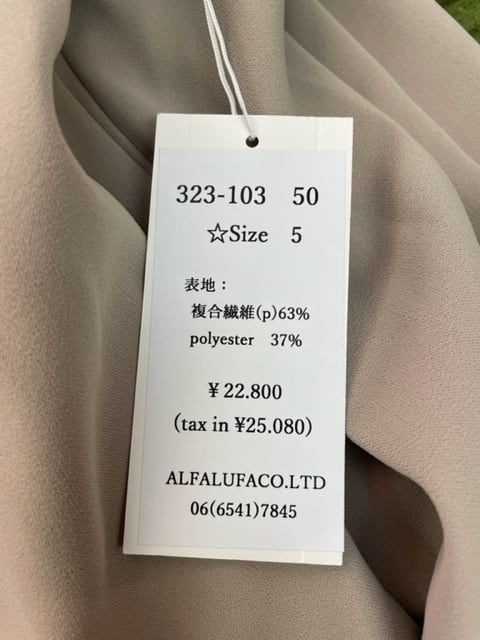 323-103 50
☆Size 5
表地：
複合繊維(p)63%
polyester 37%
¥22.800
(tax in ¥25.080)
ALFALUFACO.LTD
06(6541)7845